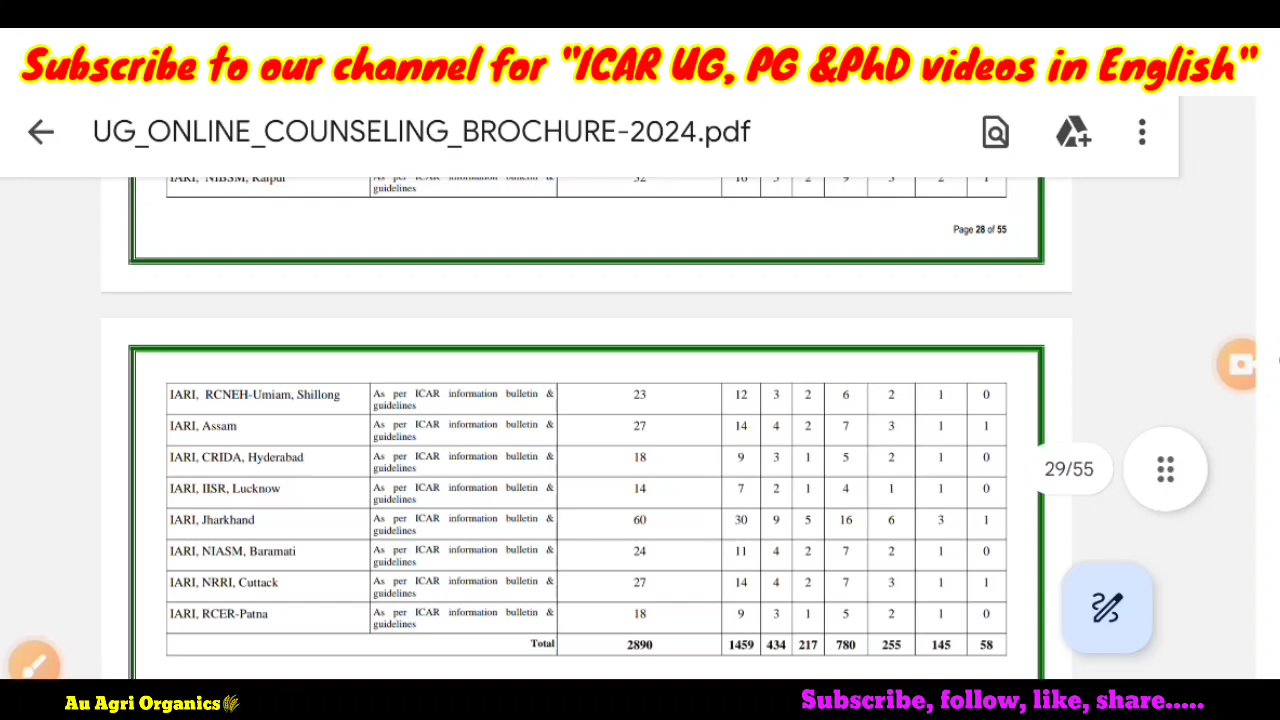 Subscribe to our channel for "ICAR UG, PG &PhD videos in English"
UG_ONLINE_COUNSELING_BROCHURE-2024.pdf
guidelines
Page 28 of 55
IARI, RCNEH-Umiam, Shillong As per ICAR information bulletin & guidelines 23 12 3 2 6 2 1 0
IARI, Assam As per ICAR information bulletin & guidelines 27 14 4 2 7 3 1 1
IARI, CRIDA, Hyderabad As per ICAR information bulletin & guidelines 18 9 3 1 5 2 1 0
IARI, IISR, Lucknow As per ICAR information bulletin & guidelines 14 7 2 1 4 1 1 0
IARI, Jharkhand As per ICAR information bulletin & guidelines 60 30 9 5 16 6 3 1
IARI, NIASM, Baramati As per ICAR information bulletin & guidelines 24 11 4 2 7 2 1 0
IARI, NRRI, Cuttack As per ICAR information bulletin & guidelines 27 14 4 2 7 3 1 1
IARI, RCER-Patna As per ICAR information bulletin & guidelines 18 9 3 1 5 2 1 0
Total 2890 1459 434 217 780 255 145 58
29/55
Au Agri Organics
Subscribe, follow, like, share.....